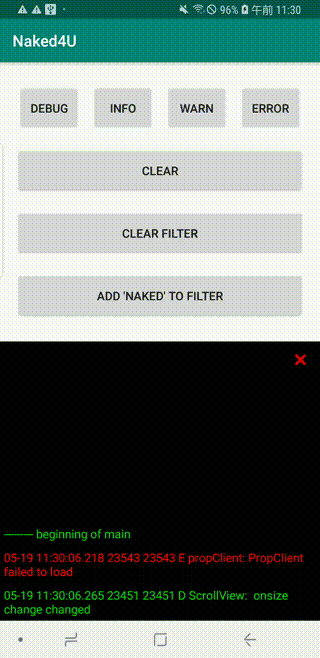 96% 午前 11:30
Naked4U
DEBUG INFO WARN ERROR
CLEAR
CLEAR FILTER
ADD 'NAKED' TO FILTER
--------- beginning of main
05-19 11:30:06.218 23543 23543 E propClient: PropClient
failed to load
05-19 11:30:06.265 23451 23451 D ScrollView:  onsize
change changed